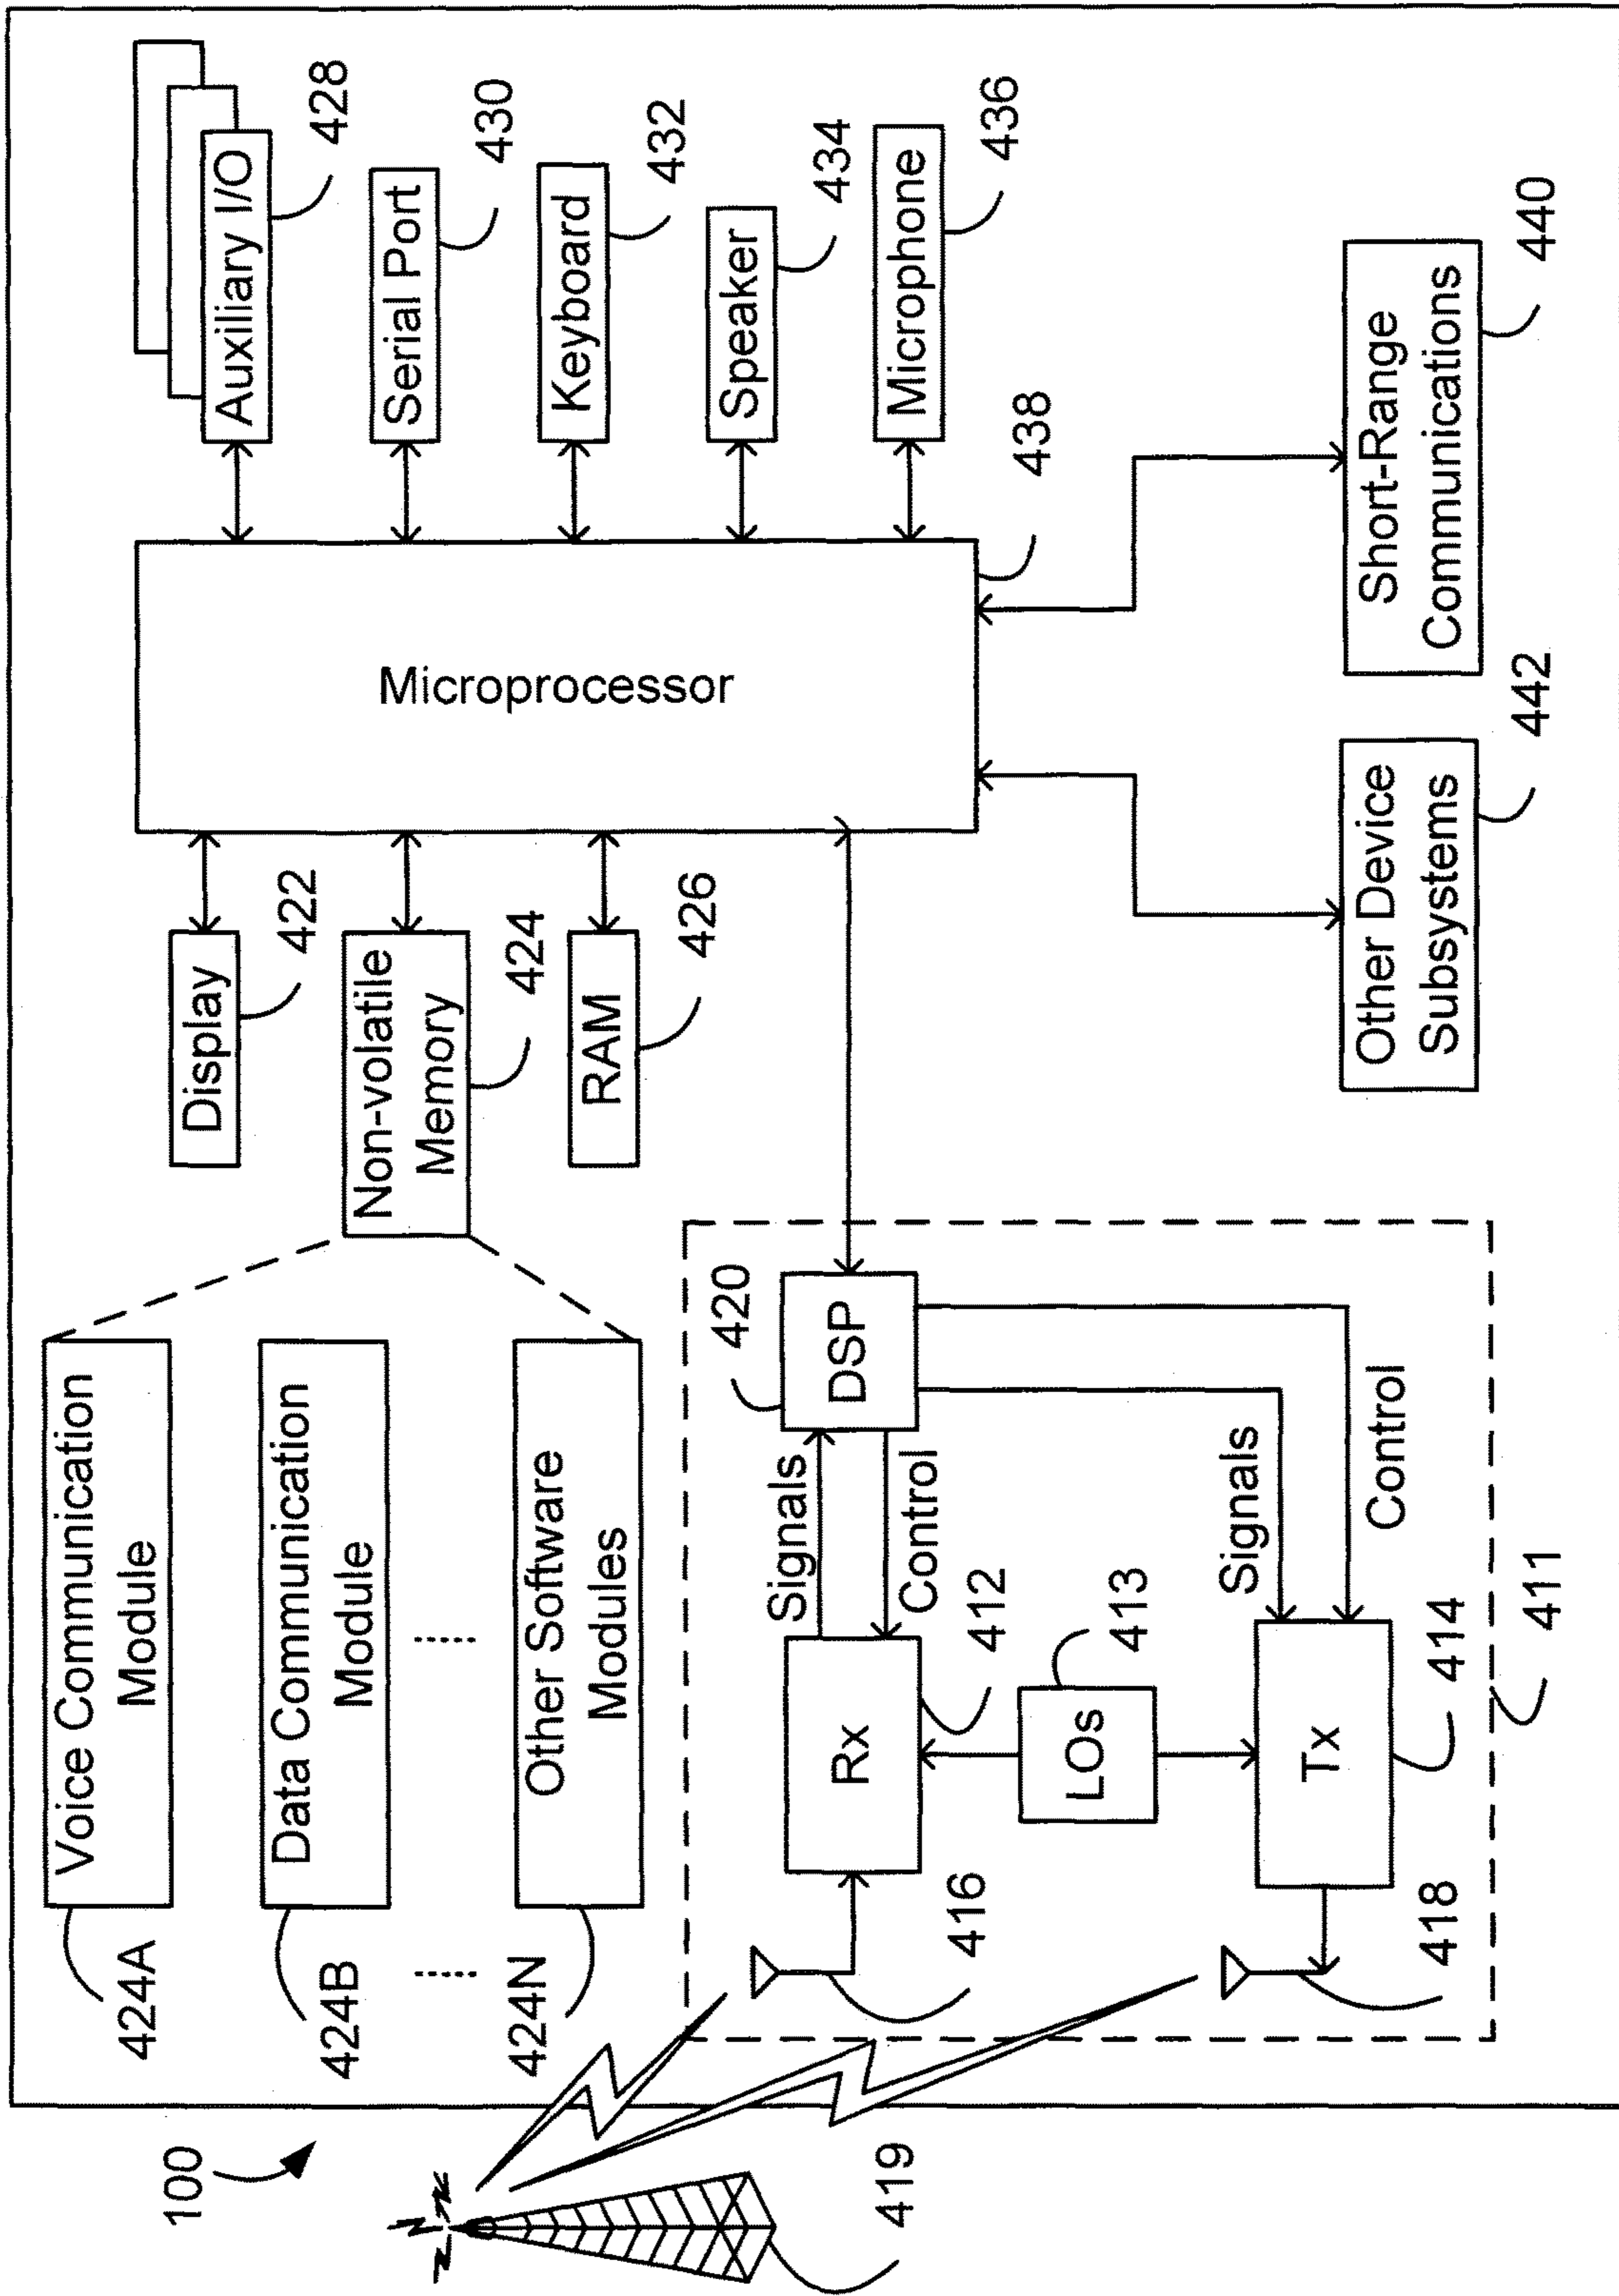 Voice Communication
Module
424A
Data Communication
Module
424B
Other Software
Modules
424N
Display
422
Non-volatile
Memory
424
RAM
426
Microprocessor
438
Auxiliary I/O
428
Serial Port
430
Keyboard
432
Speaker
434
Microphone
436
Short-Range
Communications
440
Other Device
Subsystems
442
DSP
420
Signals
Control
Rx
412
LOs
413
Signals
Control
Tx
414
411
416
418
100
419